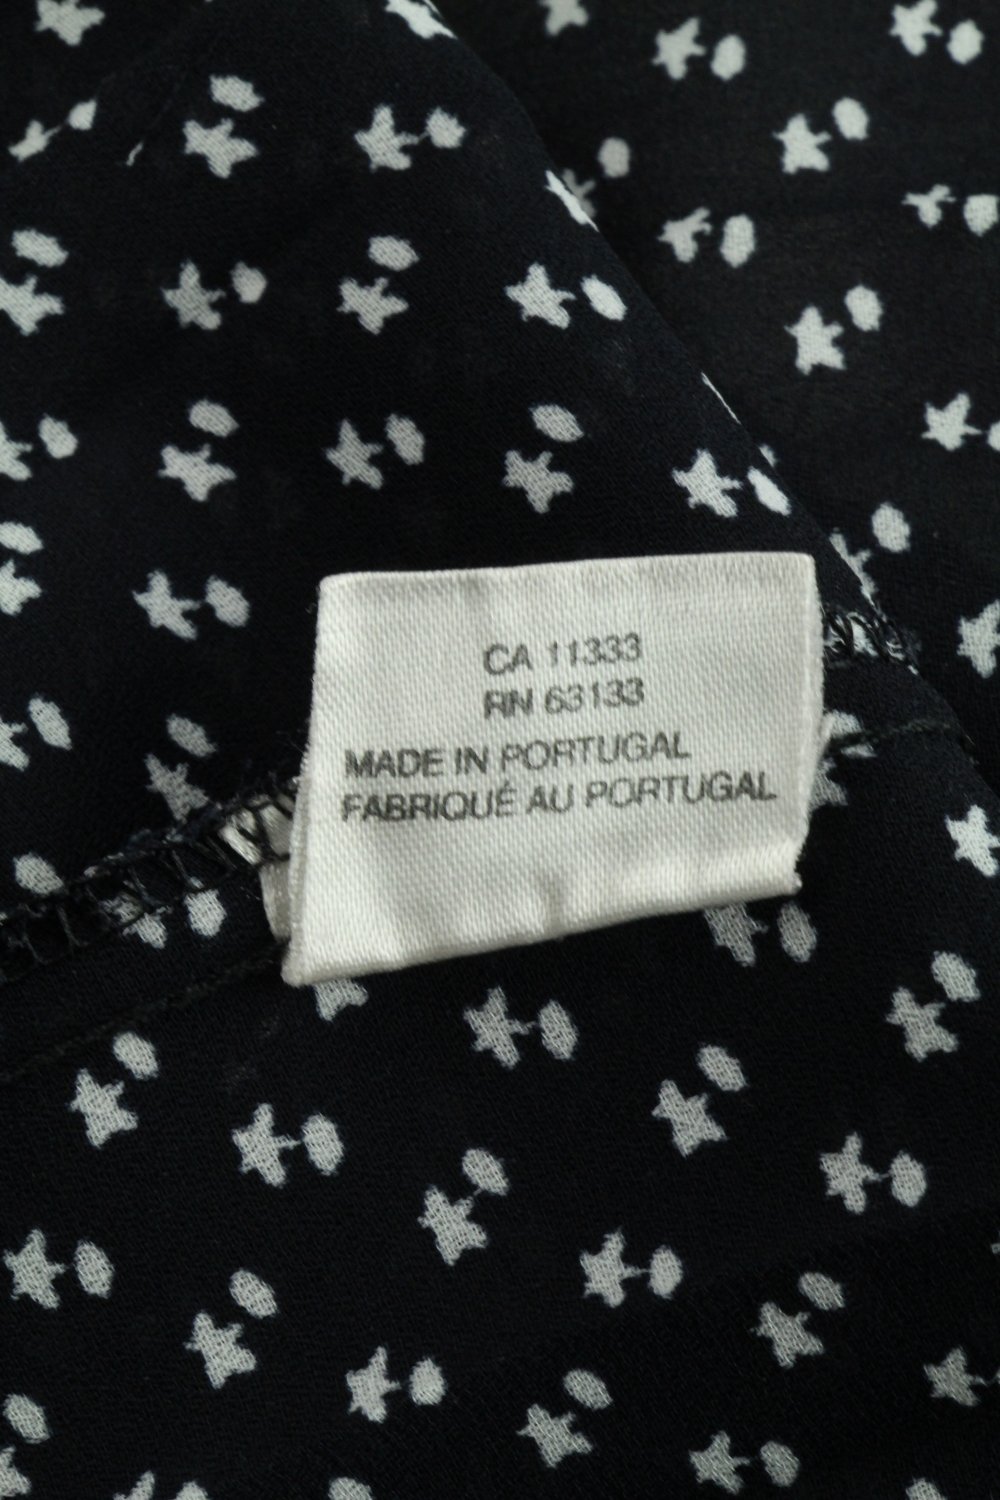 CA 11333
RN 63133
MADE IN PORTUGAL
FABRIQUÉ AU PORTUGAL